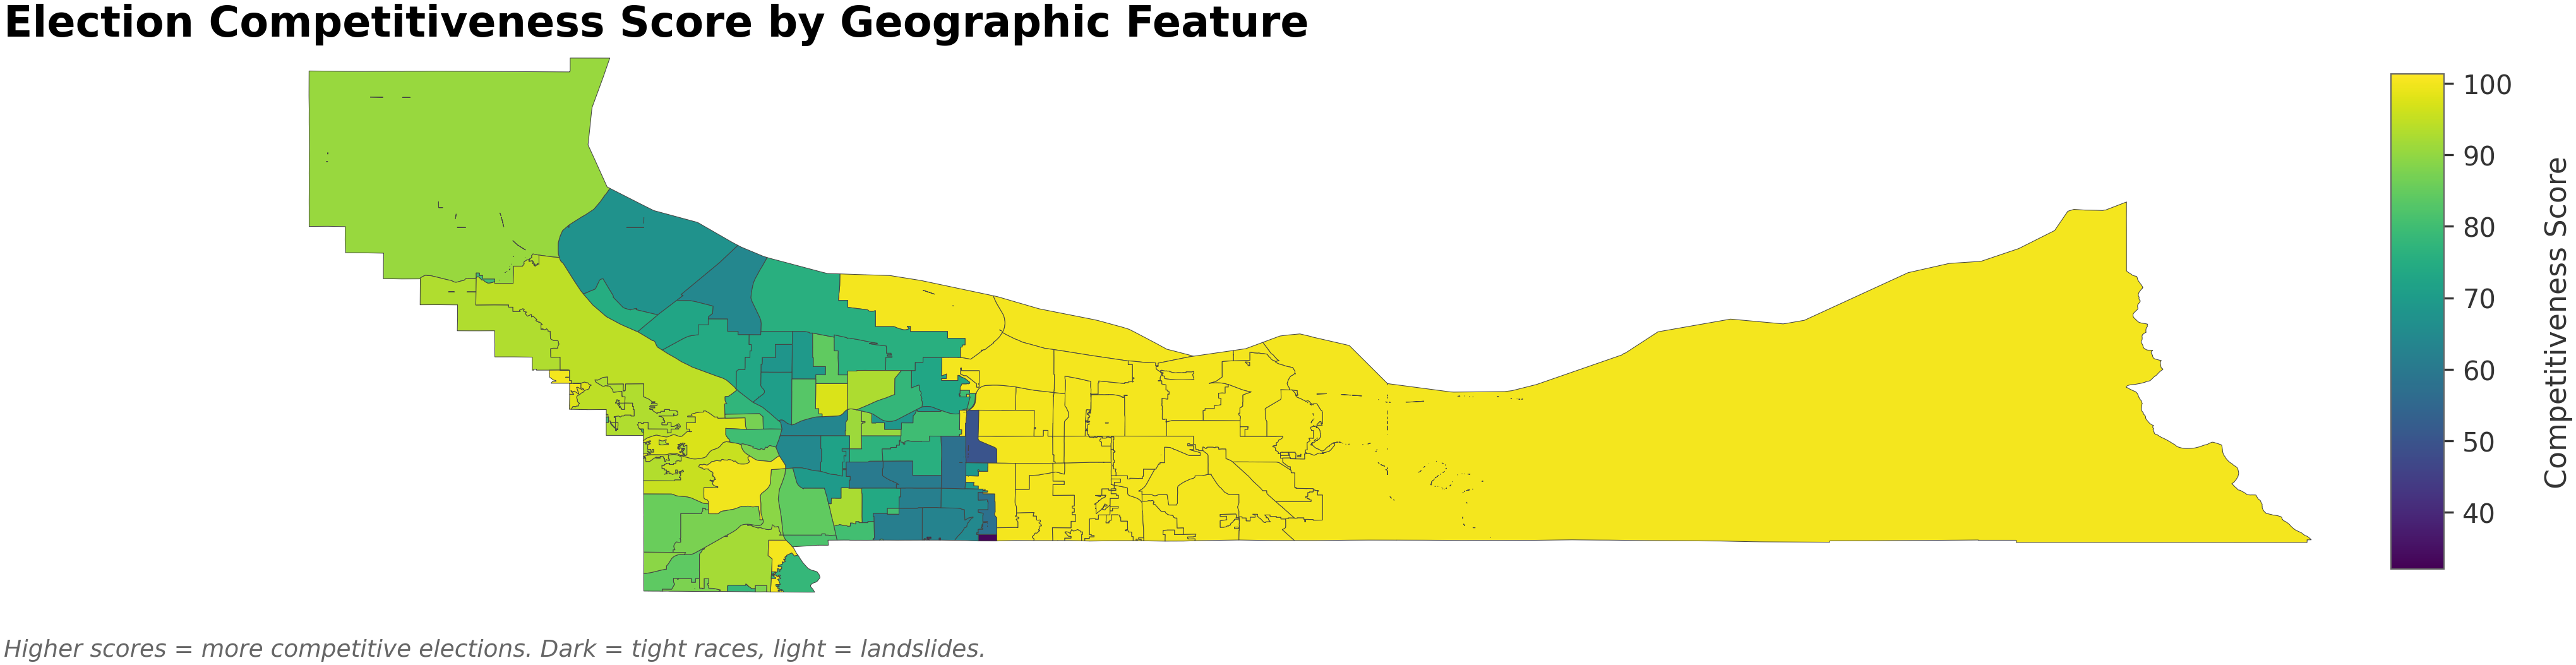 Election Competitiveness Score by Geographic Feature
100
90
80
70
60
50
40
Competitiveness Score
Higher scores = more competitive elections. Dark = tight races, light = landslides.